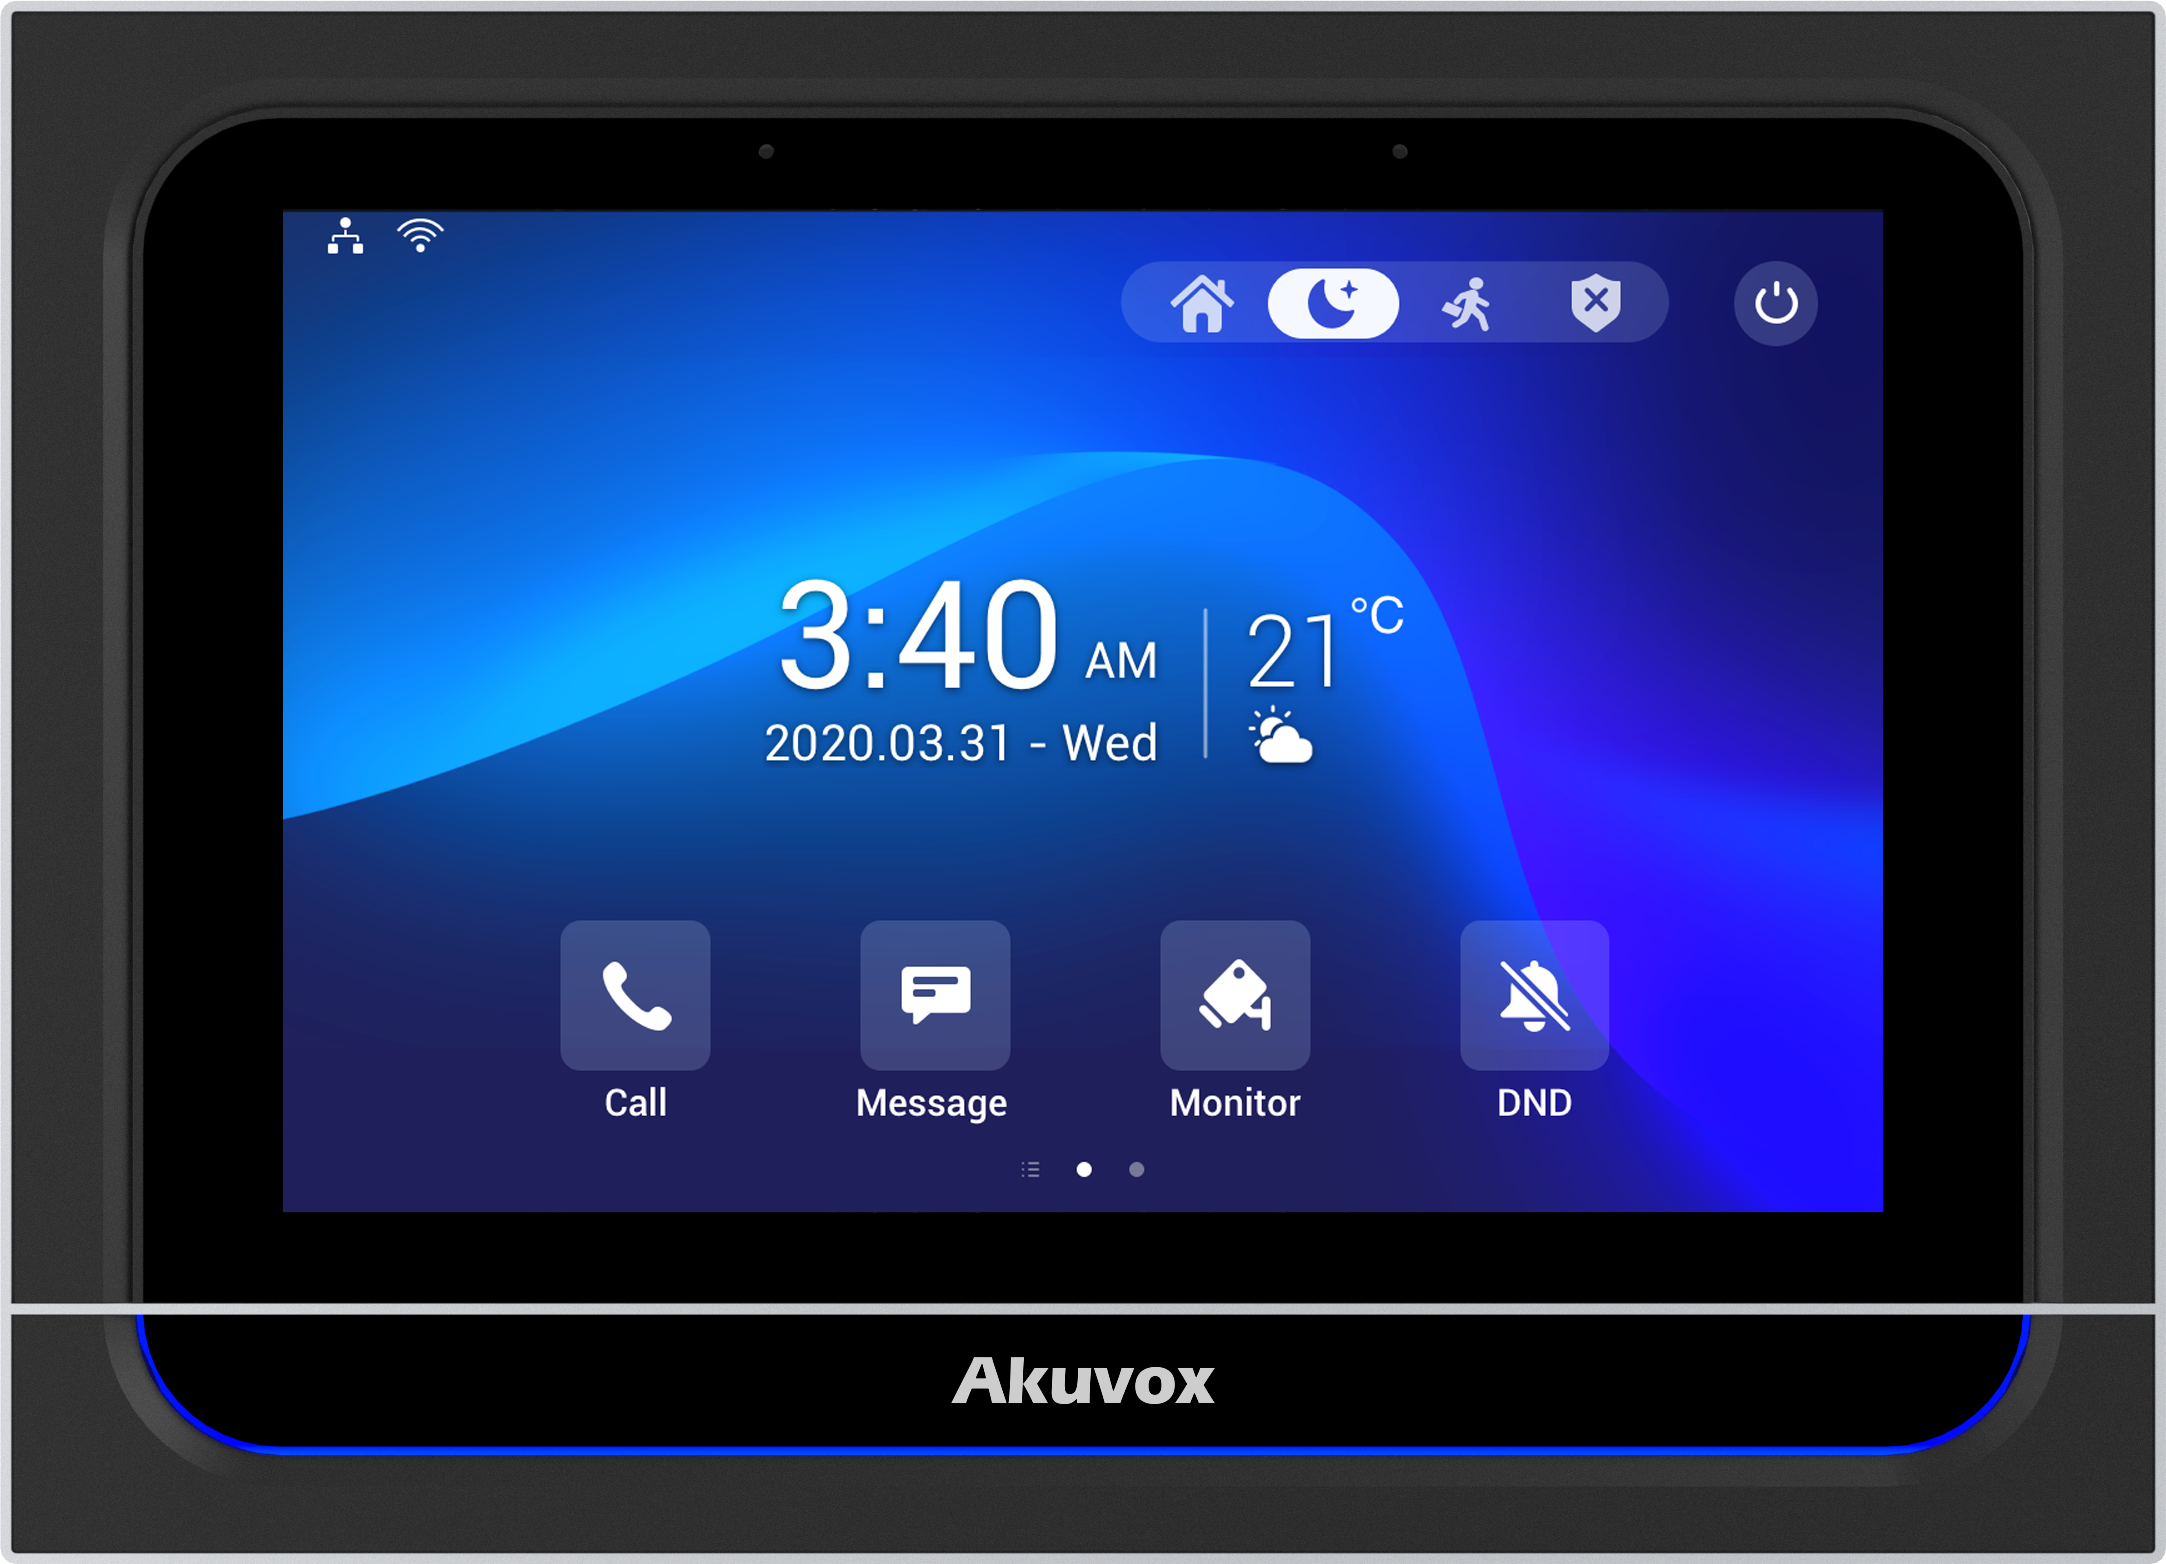 3:40 AM
21 °C
2020.03.31 - Wed
Call
Message
Monitor
DND
Akuvox